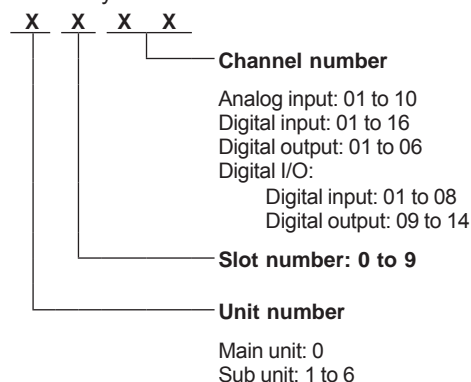 X X X X
Channel number
Analog input: 01 to 10
Digital input: 01 to 16
Digital output: 01 to 06
Digital I/O:
Digital input: 01 to 08
Digital output: 09 to 14
Slot number: 0 to 9
Unit number
Main unit: 0
Sub unit: 1 to 6